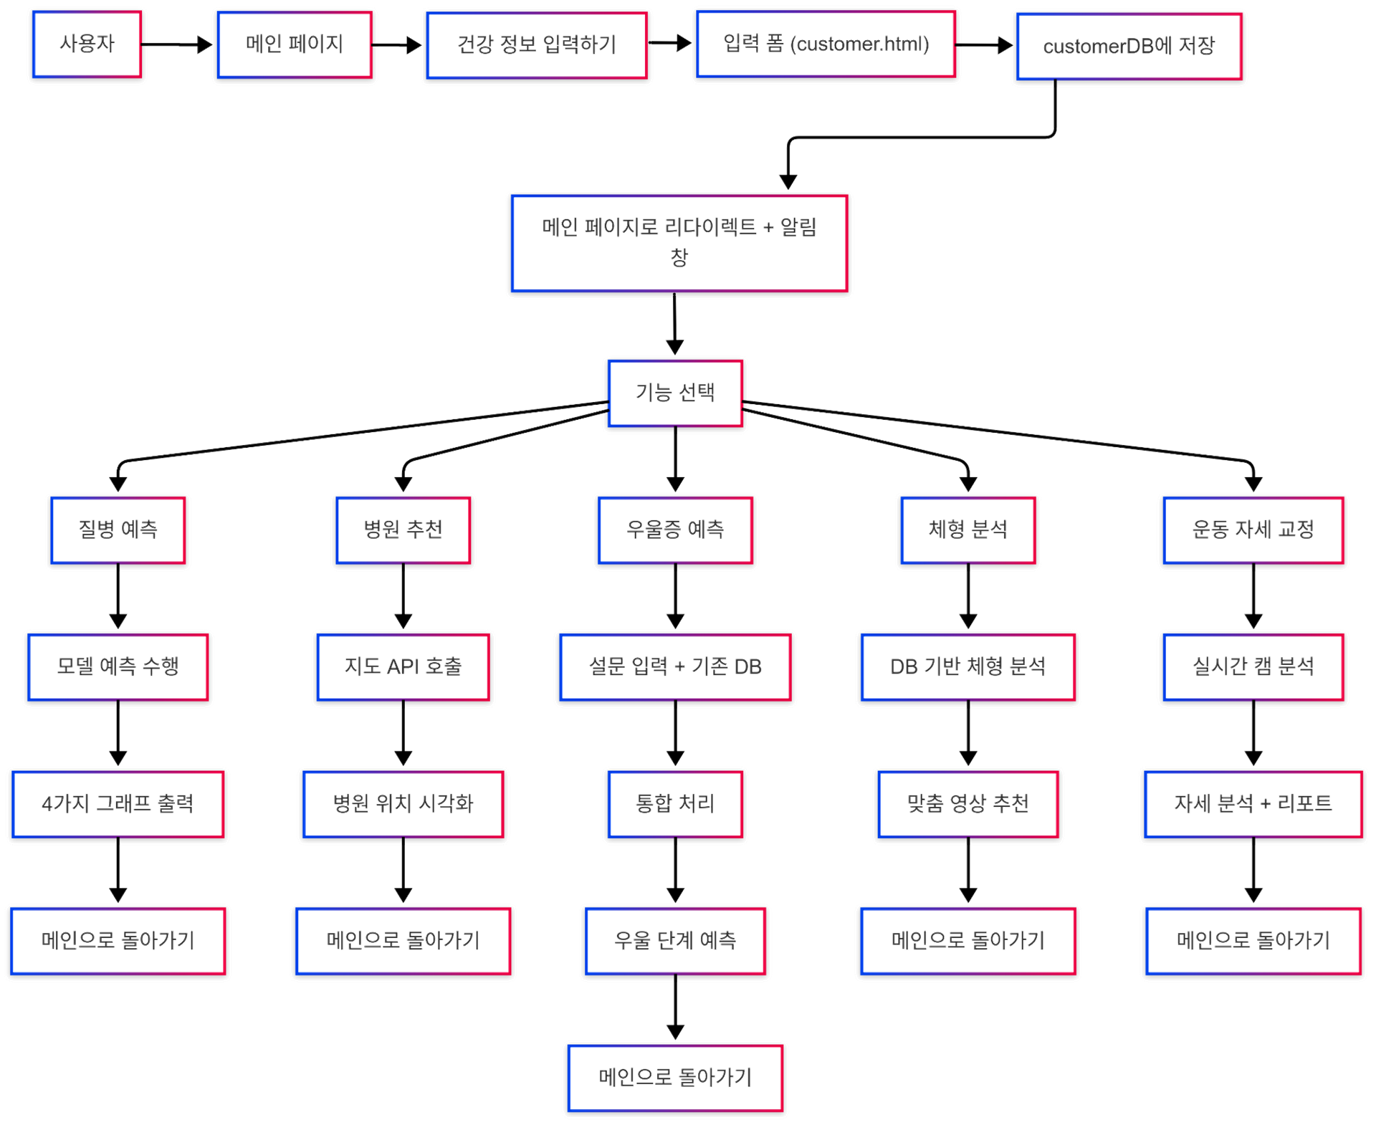 사용자
메인 페이지
건강 정보 입력하기
입력 폼 (customer.html)
customerDB에 저장
메인 페이지로 리다이렉트 + 알림
창
기능 선택
질병 예측
병원 추천
우울증 예측
체형 분석
운동 자세 교정
모델 예측 수행
지도 API 호출
설문 입력 + 기존 DB
DB 기반 체형 분석
실시간 캠 분석
4가지 그래프 출력
병원 위치 시각화
통합 처리
맞춤 영상 추천
자세 분석 + 리포트
메인으로 돌아가기
메인으로 돌아가기
우울 단계 예측
메인으로 돌아가기
메인으로 돌아가기
메인으로 돌아가기